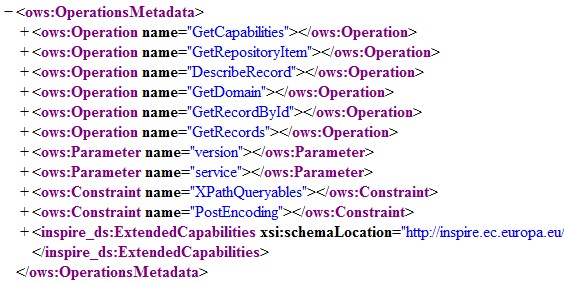 −<ows:OperationsMetadata>
+<ows:Operation name="GetCapabilities"></ows:Operation>
+<ows:Operation name="GetRepositoryItem"></ows:Operation>
+<ows:Operation name="DescribeRecord"></ows:Operation>
+<ows:Operation name="GetDomain"></ows:Operation>
+<ows:Operation name="GetRecordById"></ows:Operation>
+<ows:Operation name="GetRecords"></ows:Operation>
+<ows:Parameter name="version"></ows:Parameter>
+<ows:Parameter name="service"></ows:Parameter>
+<ows:Constraint name="XPathQueryables"></ows:Constraint>
+<ows:Constraint name="PostEncoding"></ows:Constraint>
+<inspire_ds:ExtendedCapabilities xsi:schemaLocation="http://inspire.ec.europa.eu/
</inspire_ds:ExtendedCapabilities>
</ows:OperationsMetadata>